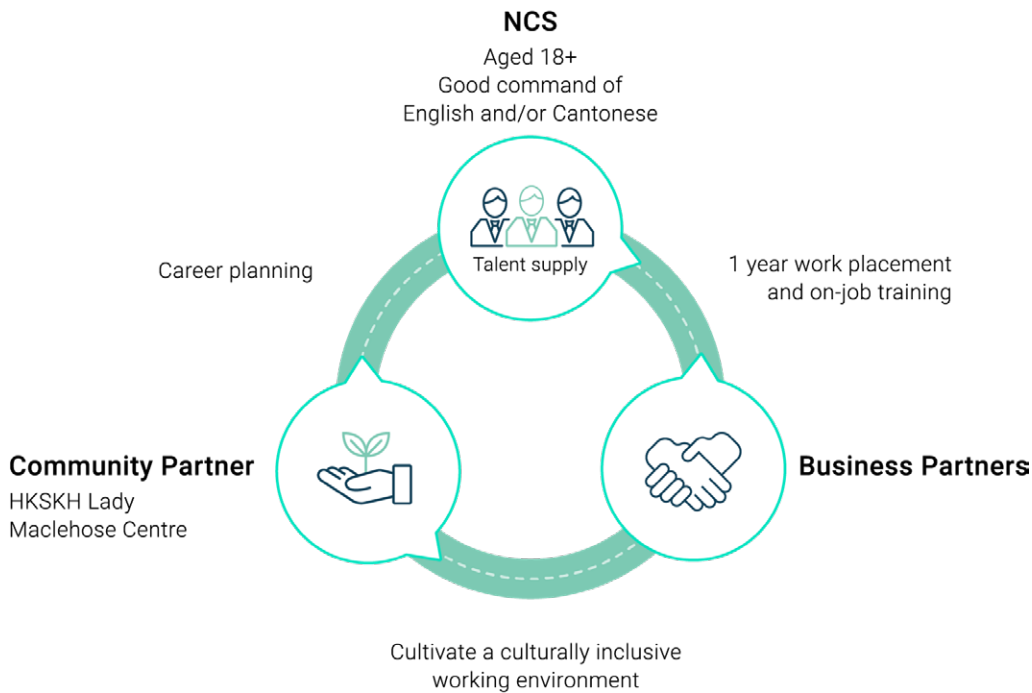 NCS
Aged 18+
Good command of
English and/or Cantonese
Talent supply
Career planning
1 year work placement
and on-job training
Community Partner
HKSKH Lady
Maclehose Centre
Business Partners
Cultivate a culturally inclusive
working environment